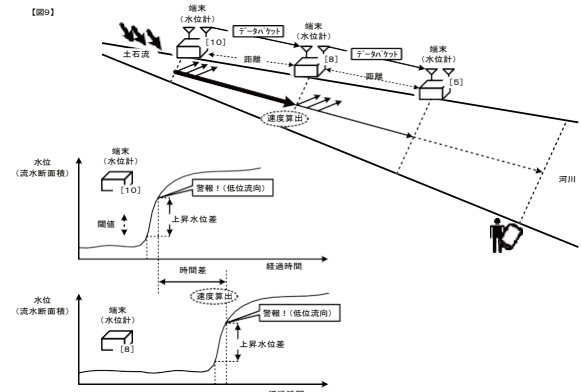 【図9】
端末
(水位計)
データパケット
[10]
土石流
距離
端末
(水位計)
データパケット
[8]
距離
端末
(水位計)
[5]
速度算出
河川
水位
(流水断面積)
端末
(水位計)
[10]
警報!(低位流向)
閾値
上昇水位差
経過時間
時間差
速度算出
水位
(流水断面積)
端末
(水位計)
[8]
警報!(低位流向)
上昇水位差